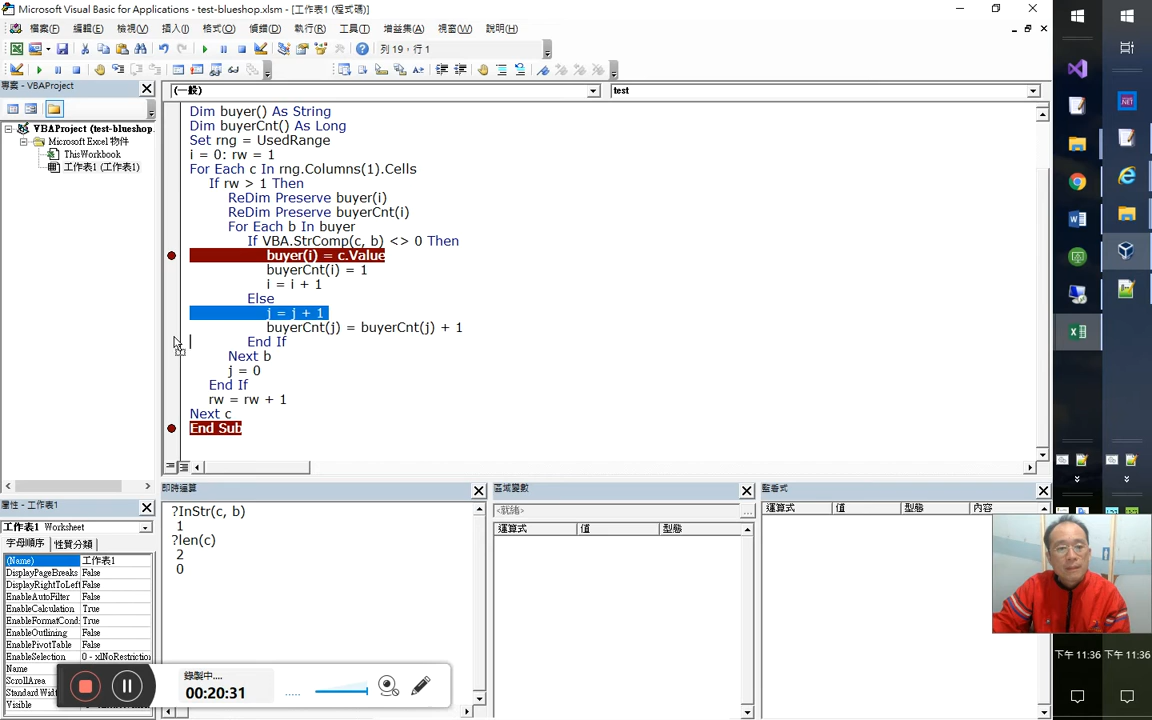 Microsoft Visual Basic for Applications - test-blueshop.xlsm - [工作表1 (程式碼)]
檔案(F) 編輯(E) 檢視(V) 插入(I) 格式(O) 偵錯(D) 執行(R) 工具(T) 增益集(A) 視窗(W) 說明(H)
列 19，行 1
專案 - VBAProject
VBAProject (test-blueshop.
Microsoft Excel 物件
ThisWorkbook
工作表1 (工作表1)
(一般)
test
Dim buyer() As String
Dim buyerCnt() As Long
Set rng = UsedRange
i = 0: rw = 1
For Each c In rng.Columns(1).Cells
If rw > 1 Then
ReDim Preserve buyer(i)
ReDim Preserve buyerCnt(i)
For Each b In buyer
If VBA.StrComp(c, b) <> 0 Then
buyer(i) = c.Value
buyerCnt(i) = 1
i = i + 1
Else
j = j + 1
buyerCnt(j) = buyerCnt(j) + 1
End If
Next b
j = 0
End If
rw = rw + 1
Next c
End Sub
屬性 - 工作表1
工作表1 Worksheet
字母順序 性質分類
(Name) 工作表1
DisplayPageBreaks False
DisplayRightToLef False
EnableAutoFilter False
EnableCalculation True
EnableFormatCond True
EnableOutlining False
EnablePivotTable False
EnableSelection 0 - xlNoRestriction
Name
ScrollArea
Standard Wid
Visible
即時運算
?InStr(c, b)
1
?len(c)
2
0
區域變數
<就緒>
運算式 值 型態
監看式
運算式 值 型態 內容
錄製中....
00:20:31
.NET
下午 11:36
下午 11:36